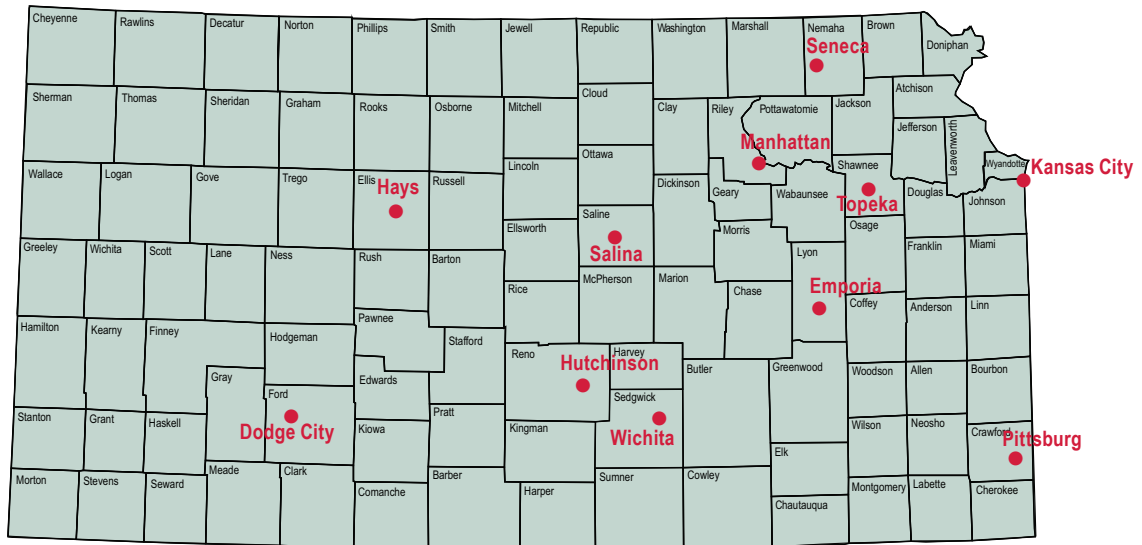 Cheyenne
Rawlins
Decatur
Norton
Phillips
Smith
Jewell
Republic
Washington
Marshall
Nemaha
Brown
Doniphan
Seneca
Sherman
Thomas
Sheridan
Graham
Rooks
Osborne
Mitchell
Cloud
Clay
Riley
Pottawatomie
Jackson
Atchison
Jefferson
Leavenworth
Wyandotte
Manhattan
Kansas City
Wallace
Logan
Gove
Trego
Ellis
Hays
Russell
Lincoln
Ottawa
Dickinson
Geary
Wabaunsee
Shawnee
Topeka
Douglas
Johnson
Saline
Salina
Ellsworth
Morris
Osage
Greeley
Wichita
Scott
Lane
Ness
Rush
Barton
Rice
McPherson
Marion
Chase
Lyon
Emporia
Franklin
Miami
Coffey
Anderson
Linn
Hamilton
Kearny
Finney
Hodgeman
Pawnee
Stafford
Reno
Hutchinson
Harvey
Butler
Greenwood
Woodson
Allen
Bourbon
Gray
Ford
Dodge City
Edwards
Sedgwick
Wichita
Stanton
Grant
Haskell
Kiowa
Pratt
Kingman
Wilson
Neosho
Crawford
Pittsburg
Elk
Morton
Stevens
Seward
Meade
Clark
Comanche
Barber
Harper
Sumner
Cowley
Chautauqua
Montgomery
Labette
Cherokee